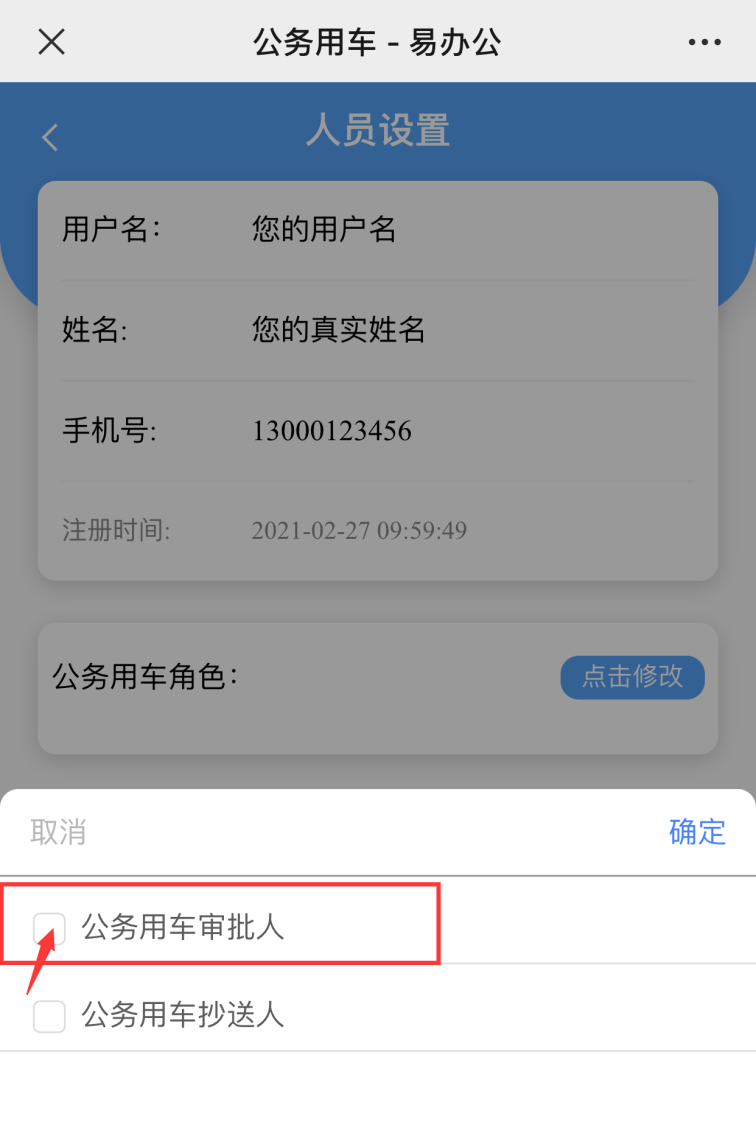 公务用车 - 易办公
人员设置
用户名： 您的用户名
姓名: 您的真实姓名
手机号: 13000123456
注册时间: 2021-02-27 09:59:49
公务用车角色： 点击修改
取消 确定
公务用车审批人
公务用车抄送人